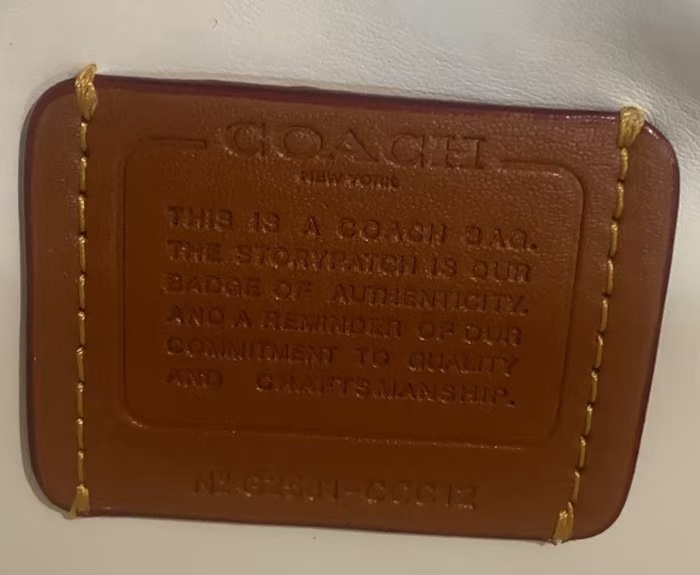 COACH
NEW YORK
THIS IS A COACH BAG.
THE STORYPATCH IS OUR
BADGE OF AUTHENTICITY.
AND A REMINDER OF OUR
COMMITMENT TO QUALITY
AND CRAFTSMANSHIP.